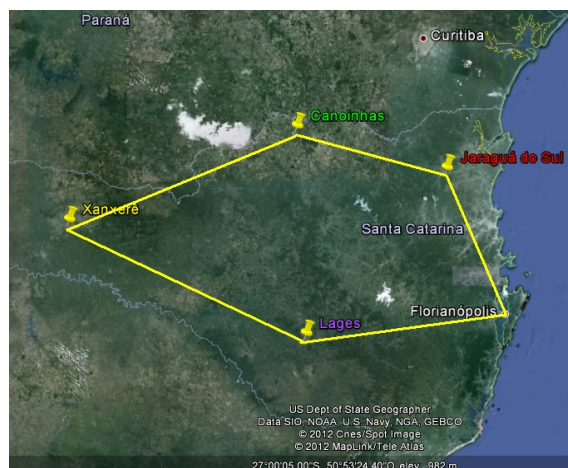 Paraná
Curitiba
Canoinhas
Jaraguá do Sul
Xanxerê
Santa Catarina
Florianópolis
Lages
US Dept of State Geographer
Data SIO, NOAA, U.S. Navy, NGA, GEBCO
© 2012 Cnes/Spot Image
© 2012 MapLink/Tele Atlas
27°00'05.00"S 50°53'24.40"O elev 982 m